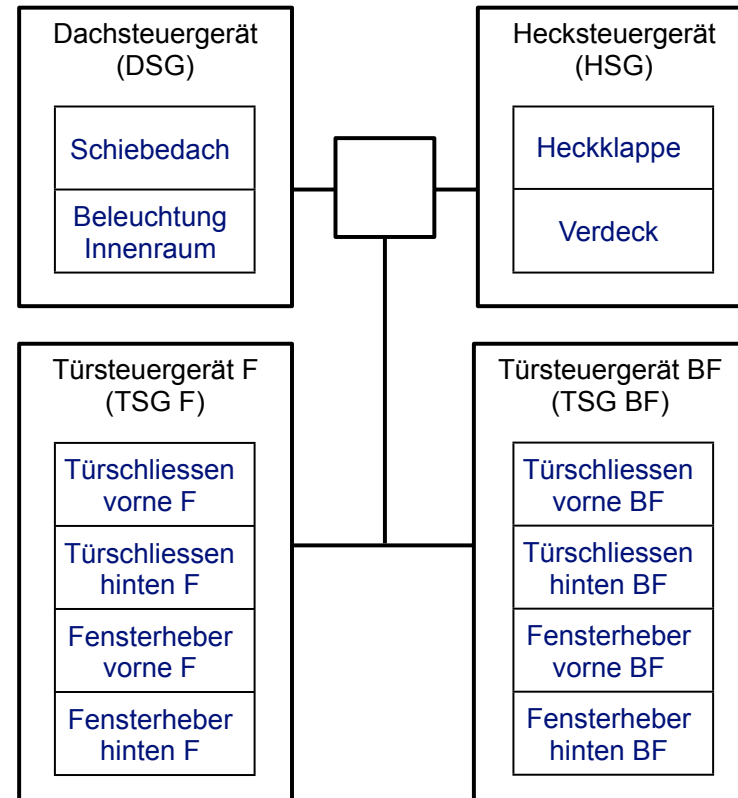 Dachsteuergerät
(DSG)
Schiebedach
Beleuchtung
Innenraum
Hecksteuergerät
(HSG)
Heckklappe
Verdeck
Türsteuergerät F
(TSG F)
Türschliessen
vorne F
Türschliessen
hinten F
Fensterheber
vorne F
Fensterheber
hinten F
Türsteuergerät BF
(TSG BF)
Türschliessen
vorne BF
Türschliessen
hinten BF
Fensterheber
vorne BF
Fensterheber
hinten BF